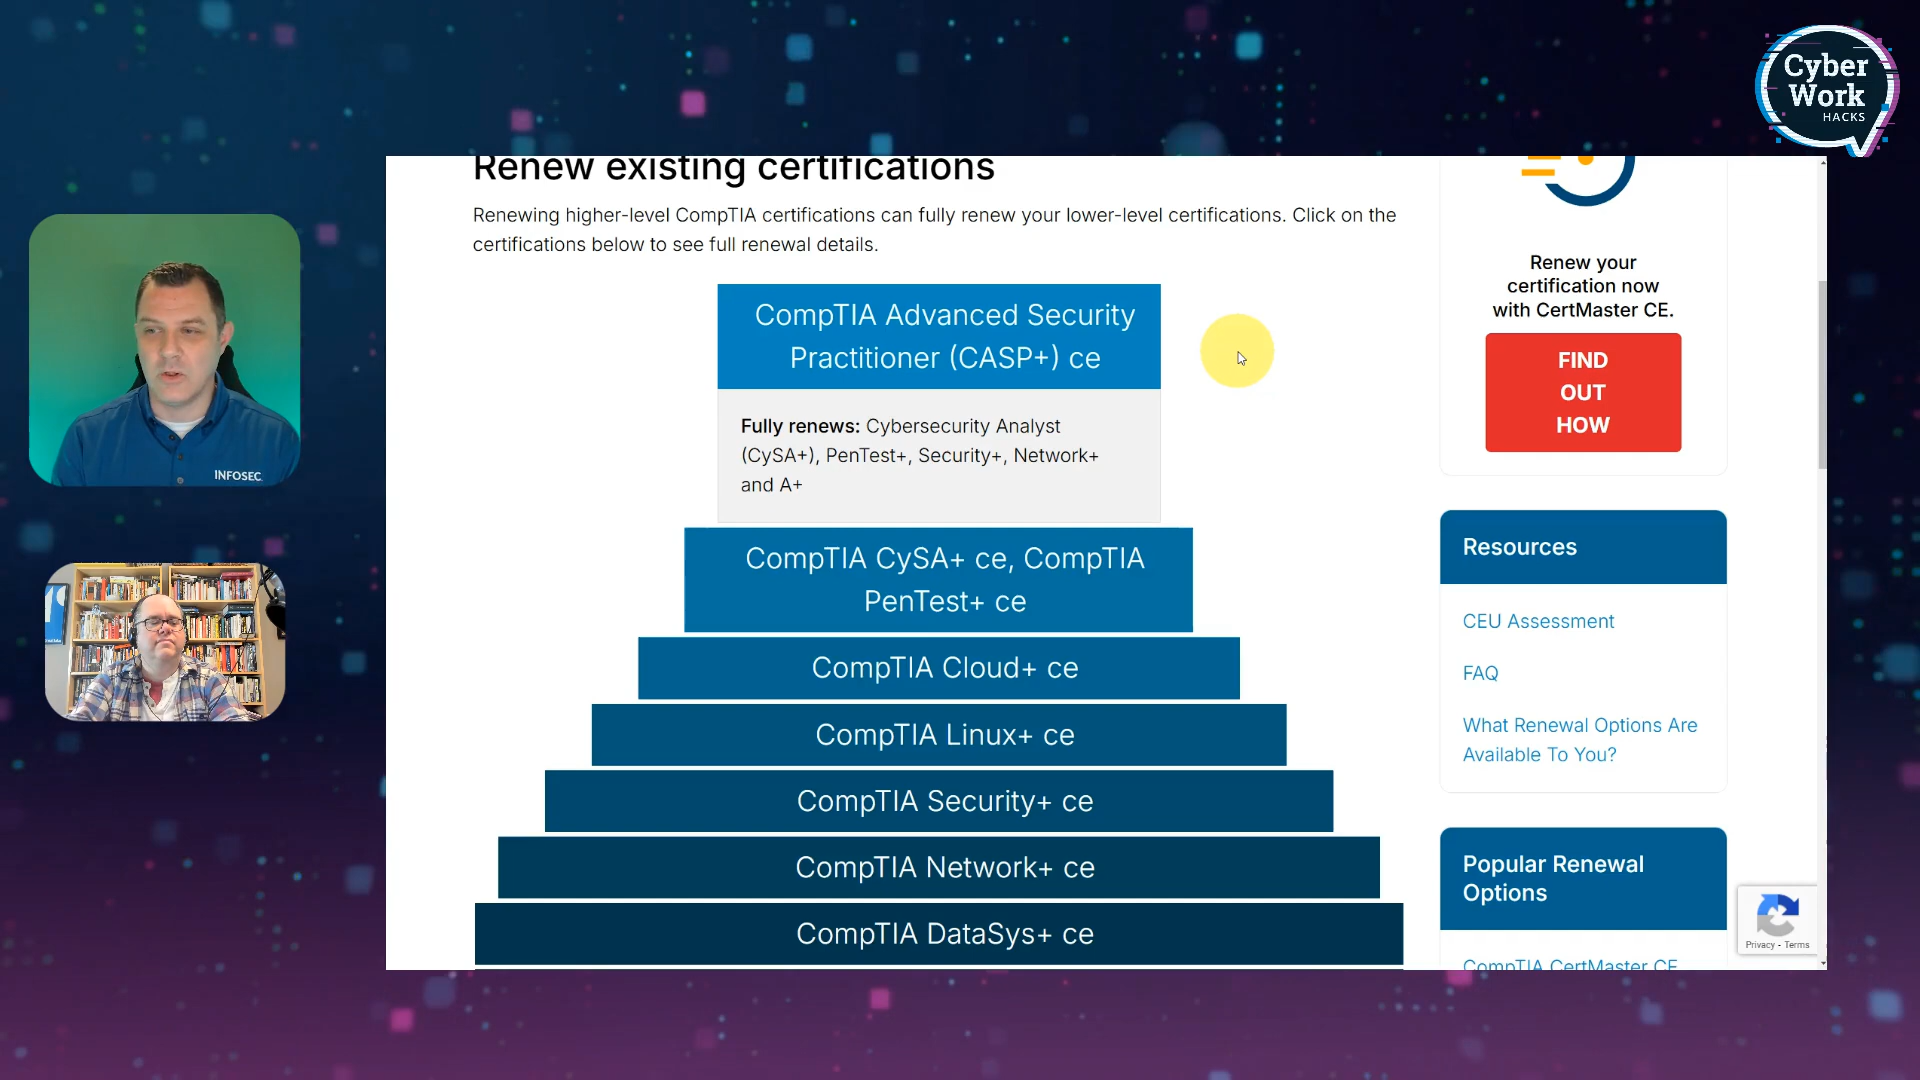 Cyber
Work
HACKS
Renew existing certifications
Renewing higher-level CompTIA certifications can fully renew your lower-level certifications. Click on the
certifications below to see full renewal details.
CompTIA Advanced Security
Practitioner (CASP+) ce
Fully renews: Cybersecurity Analyst
(CySA+), PenTest+, Security+, Network+
and A+
CompTIA CySA+ ce, CompTIA
PenTest+ ce
CompTIA Cloud+ ce
CompTIA Linux+ ce
CompTIA Security+ ce
CompTIA Network+ ce
CompTIA DataSys+ ce
Renew your
certification now
with CertMaster CE.
FIND
OUT
HOW
Resources
CEU Assessment
FAQ
What Renewal Options Are
Available To You?
Popular Renewal
Options
CompTIA CertMaster CE
Privacy - Terms
INFOSEC